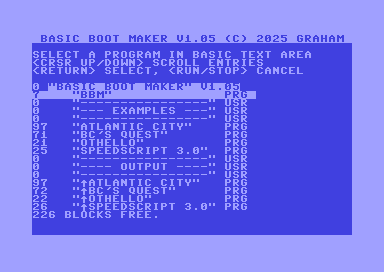 BASIC BOOT MAKER V1.05 (C) 2025 GRAHAM
SELECT A PROGRAM IN BASIC TEXT AREA
<CRSR UP/DOWN> SCROLL ENTRIES
<RETURN> SELECT, <RUN/STOP> CANCEL
0 "BASIC BOOT MAKER" V1.05
7    "BBM"              PRG
0    "----------------" USR
0    "--- EXAMPLES ---" USR
0    "----------------" USR
97   "ATLANTIC CITY"    PRG
71   "BC'S QUEST"       PRG
21   "OTHELLO"          PRG
25   "SPEEDSCRIPT 3.0"  PRG
0    "----------------" USR
0    "---- OUTPUT ----" USR
0    "----------------" USR
97   "↑ATLANTIC CITY"   PRG
72   "↑BC'S QUEST"      PRG
22   "↑OTHELLO"         PRG
26   "↑SPEEDSCRIPT 3.0" PRG
226 BLOCKS FREE.